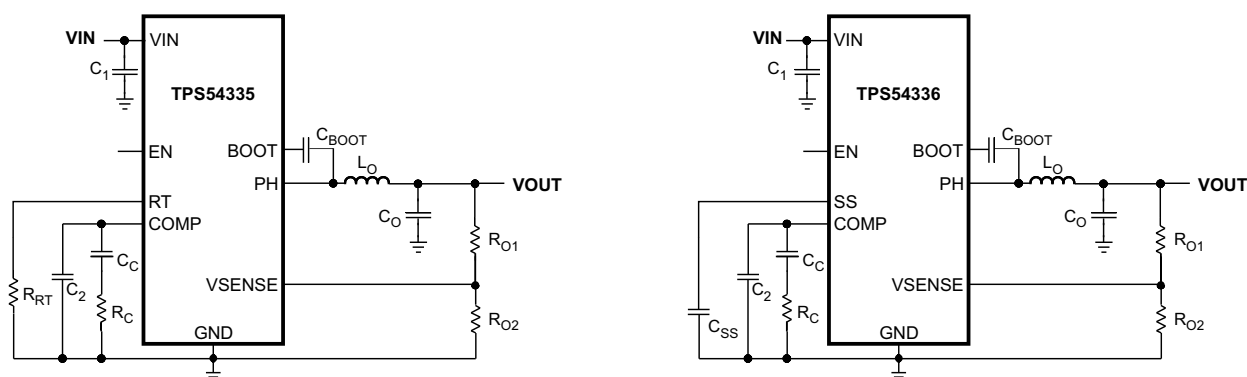 VIN
VIN
C1
TPS54335
EN
BOOT
CBOOT
LO
PH
VOUT
RT
COMP
CO
RO1
CC
C2
VSENSE
RRT
RC
RO2
GND
VIN
VIN
C1
TPS54336
EN
BOOT
CBOOT
LO
PH
VOUT
SS
COMP
CO
RO1
CC
C2
VSENSE
CSS
RC
RO2
GND